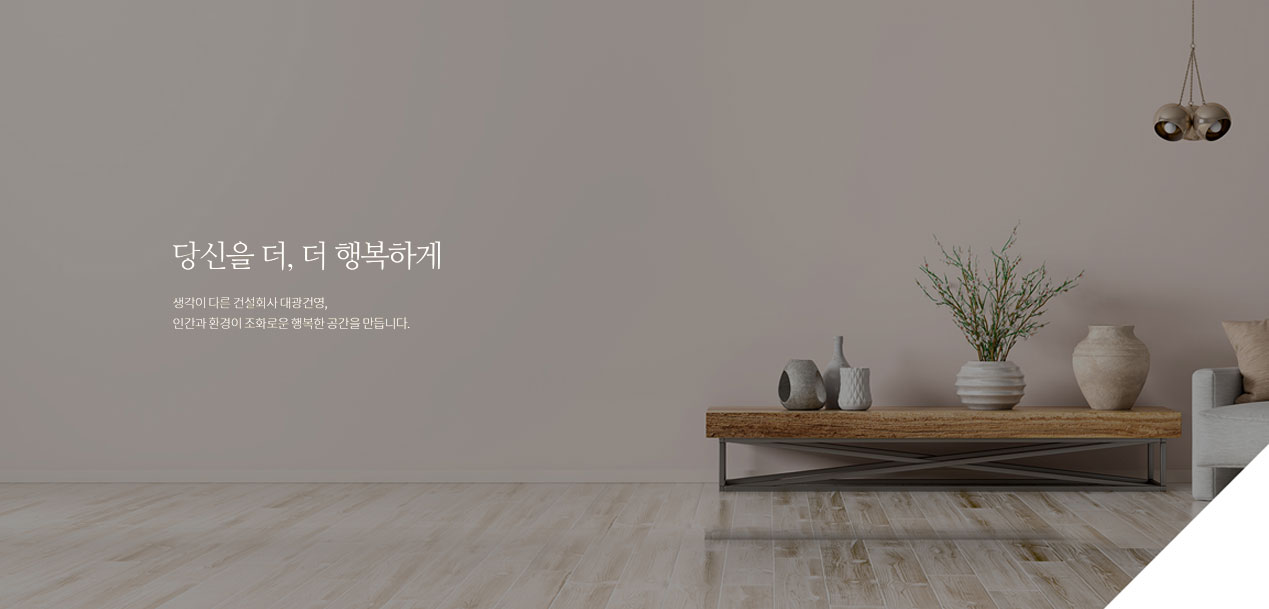 당신을 더, 더 행복하게
생각이 다른 건설회사 대광건영,
인간과 환경이 조화로운 행복한 공간을 만듭니다.